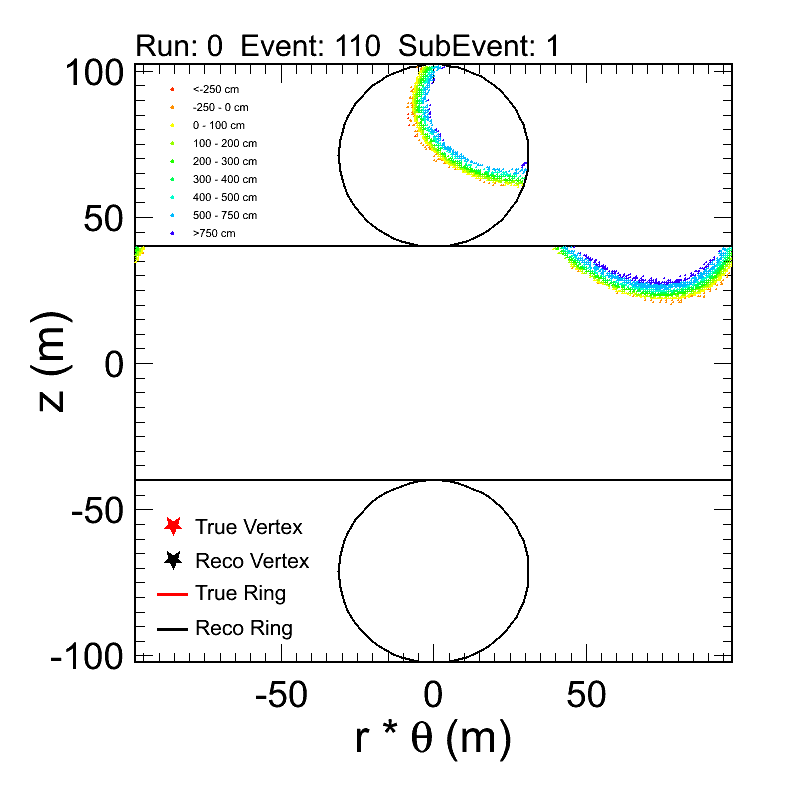 Run: 0 Event: 110 SubEvent: 1
100
<-250 cm
-250 - 0 cm
0 - 100 cm
100 - 200 cm
200 - 300 cm
300 - 400 cm
400 - 500 cm
500 - 750 cm
>750 cm
50
0
z (m)
-50
True Vertex
Reco Vertex
True Ring
Reco Ring
-100
-50 0 50
r * θ (m)